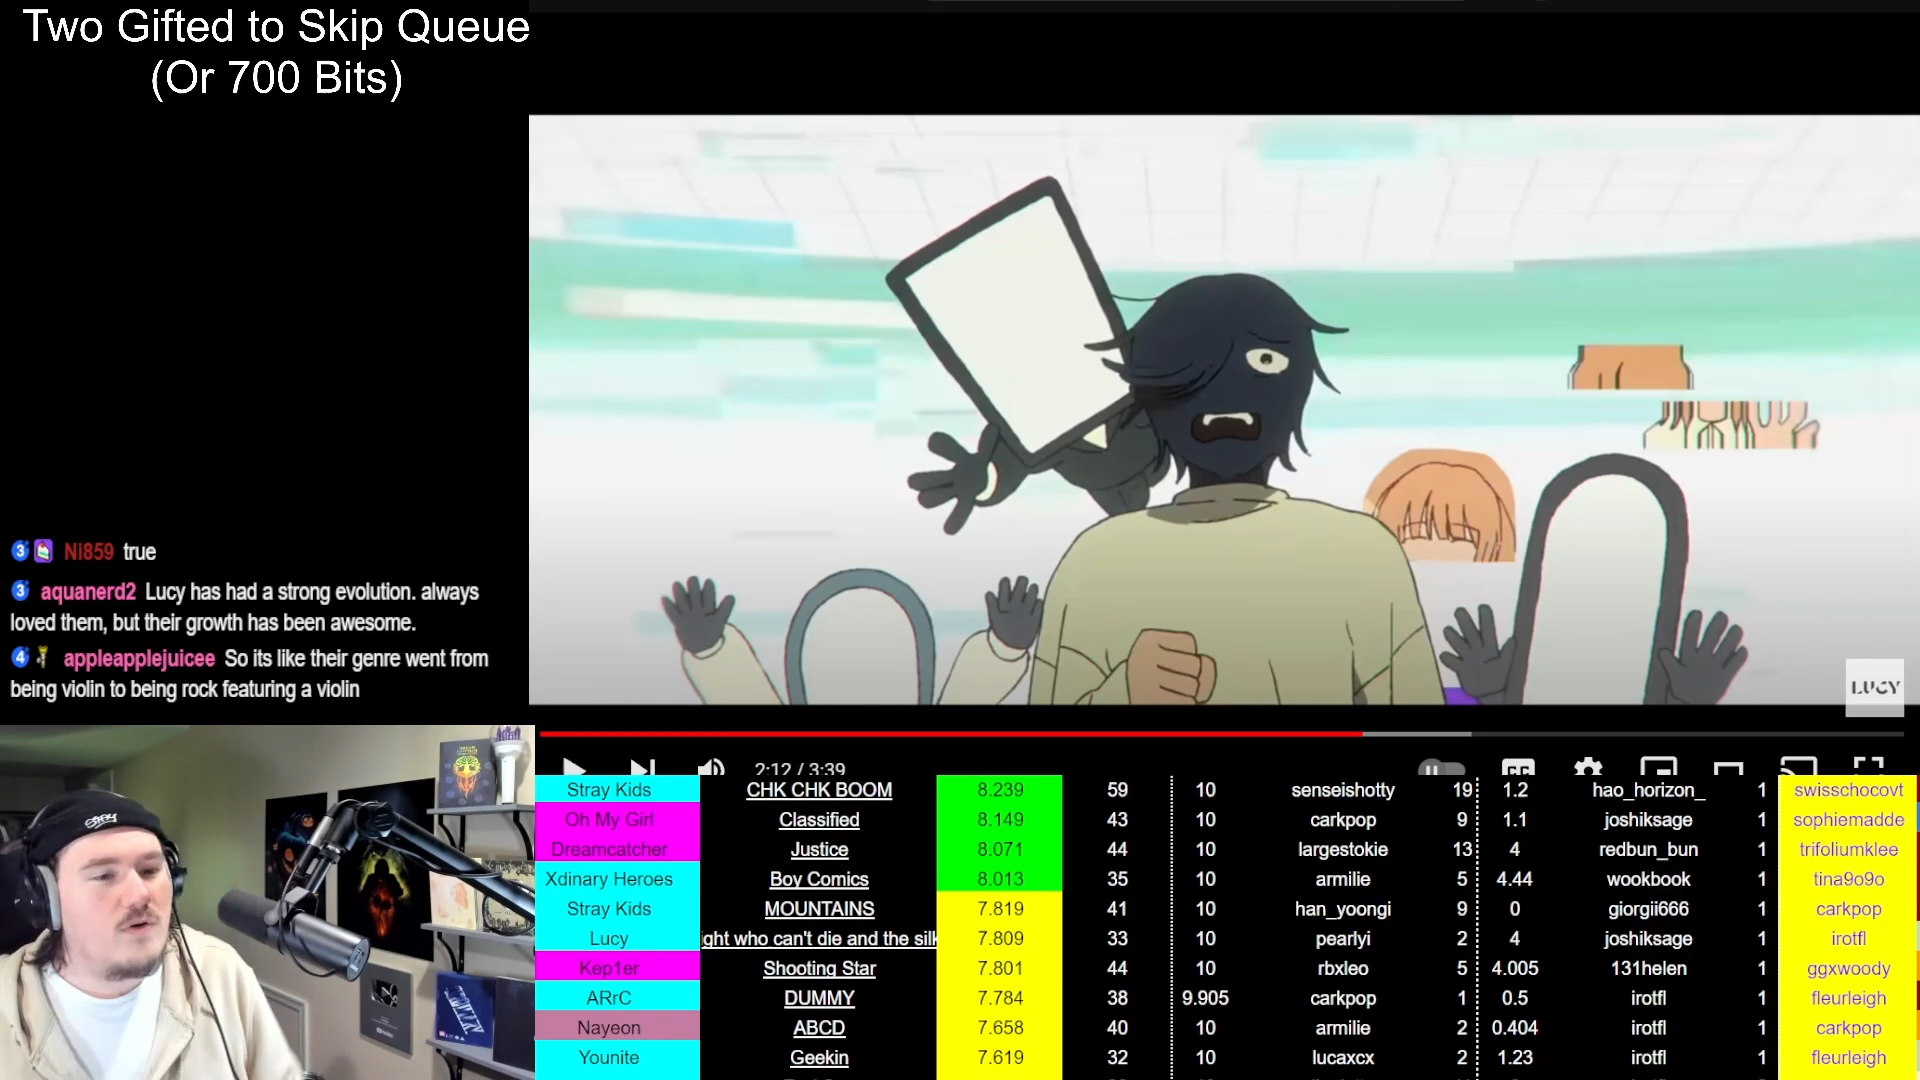 Two Gifted to Skip Queue
(Or 700 Bits)
3 Ni859 true
3 aquanerd2 Lucy has had a strong evolution. always
loved them, but their growth has been awesome.
4 appleapplejuicee So its like their genre went from
being violin to being rock featuring a violin
LUCY
2:12 / 3:39
Stray Kids CHK CHK BOOM 8.239 59 10 senseishotty 19 1.2 hao_horizon_ 1 swisschocovt
Oh My Girl Classified 8.149 43 10 carkpop 9 1.1 joshiksage 1 sophiemadde
Dreamcatcher Justice 8.071 44 10 largestokie 13 4 redbun_bun 1 trifoliumklee
Xdinary Heroes Boy Comics 8.013 35 10 armilie 5 4.44 wookbook 1 tina9o9o
Stray Kids MOUNTAINS 7.819 41 10 han_yoongi 9 0 giorgii666 1 carkpop
Lucy ight who can't die and the silk 7.809 33 10 pearlyi 2 4 joshiksage 1 irotfl
Kep1er Shooting Star 7.801 44 10 rbxleo 5 4.005 131helen 1 ggxwoody
ARrC DUMMY 7.784 38 9.905 carkpop 1 0.5 irotfl 1 fleurleigh
Nayeon ABCD 7.658 40 10 armilie 2 0.404 irotfl 1 carkpop
Younite Geekin 7.619 32 10 lucaxcx 2 1.23 irotfl 1 fleurleigh